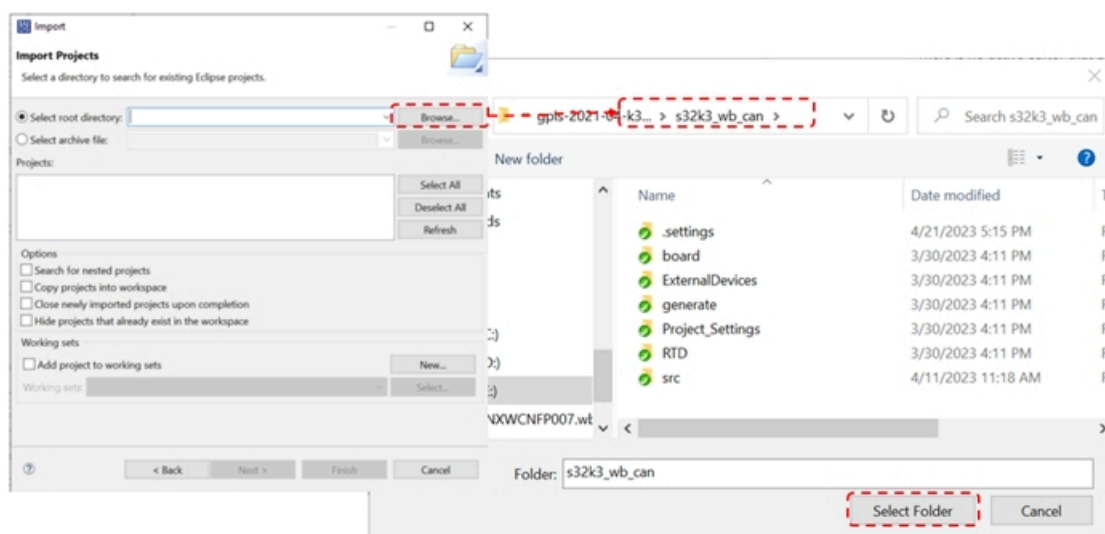 Import
Import Projects
Select a directory to search for existing Eclipse projects.
Select root directory:
Browse...
Select archive file:
Browse...
Projects:
Select All
Deselect All
Refresh
Options
Search for nested projects
Copy projects into workspace
Close newly imported projects upon completion
Hide projects that already exist in the workspace
Working sets
Add project to working sets
New...
Working sets:
Select...
< Back
Next >
Finish
Cancel
gpis-2021-04-k3... > s32k3_wb_can >
Search s32k3_wb_can
New folder
Name
Date modified
.settings
4/21/2023 5:15 PM
board
3/30/2023 4:11 PM
ExternalDevices
3/30/2023 4:11 PM
generate
3/30/2023 4:11 PM
Project_Settings
3/30/2023 4:11 PM
RTD
3/30/2023 4:11 PM
src
4/11/2023 11:18 AM
NXWCNFP007.wb
Folder:
s32k3_wb_can
Select Folder
Cancel